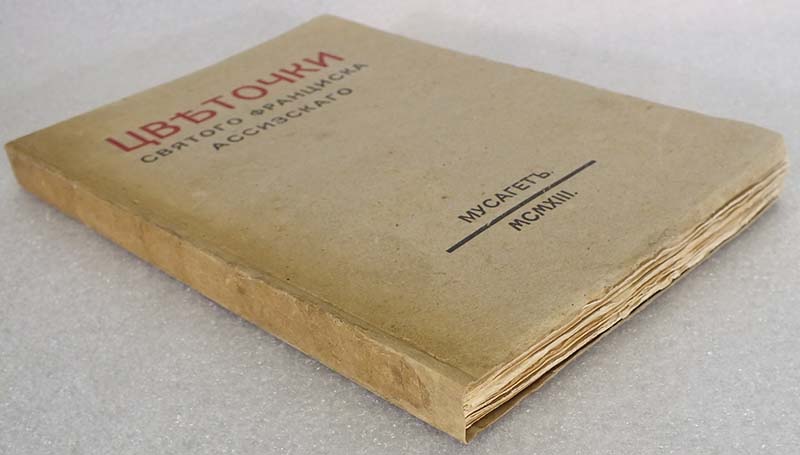 ЦВѢТОЧКИ
СВЯТОГО ФРАНЦИСКА
АССИЗСКАГО
МУСАГЕТЪ.
MCMXIII.